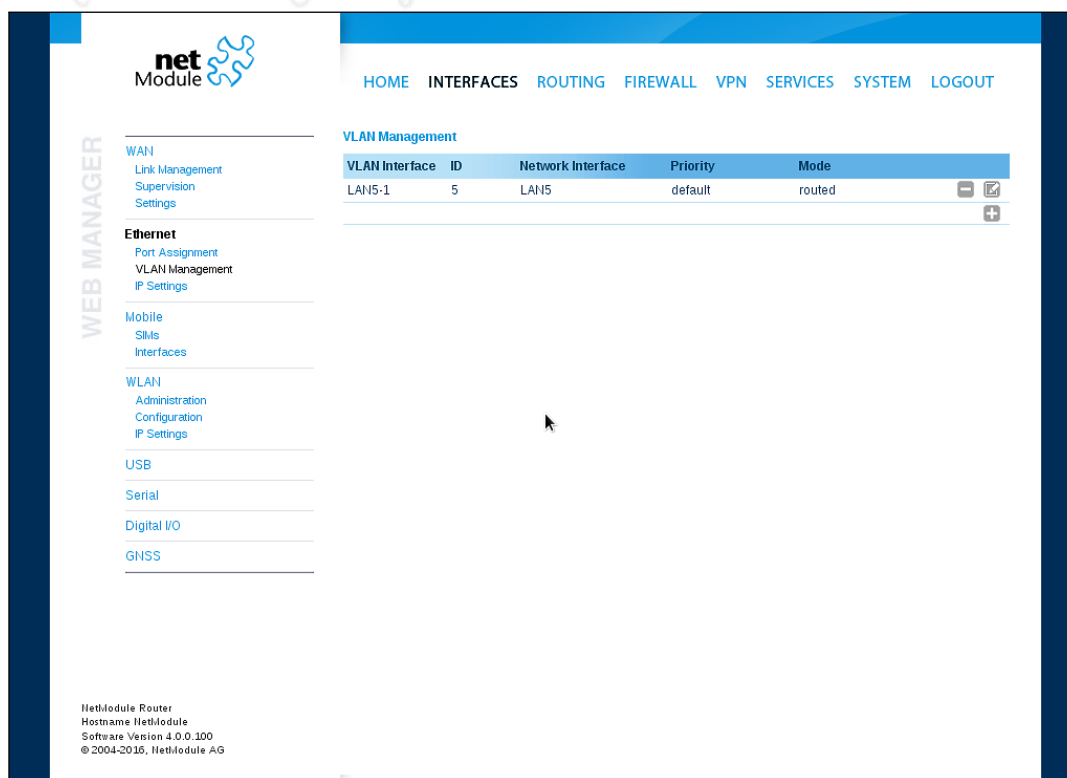 net
Module
HOME INTERFACES ROUTING FIREWALL VPN SERVICES SYSTEM LOGOUT
WEB MANAGER
WAN
Link Management
Supervision
Settings
Ethernet
Port Assignment
VLAN Management
IP Settings
Mobile
SIMs
Interfaces
WLAN
Administration
Configuration
IP Settings
USB
Serial
Digital I/O
GNSS
VLAN Management
VLAN Interface ID Network Interface Priority Mode
LAN5-1 5 LAN5 default routed
NetModule Router
Hostname NetModule
Software Version 4.0.0.100
© 2004-2016, NetModule AG